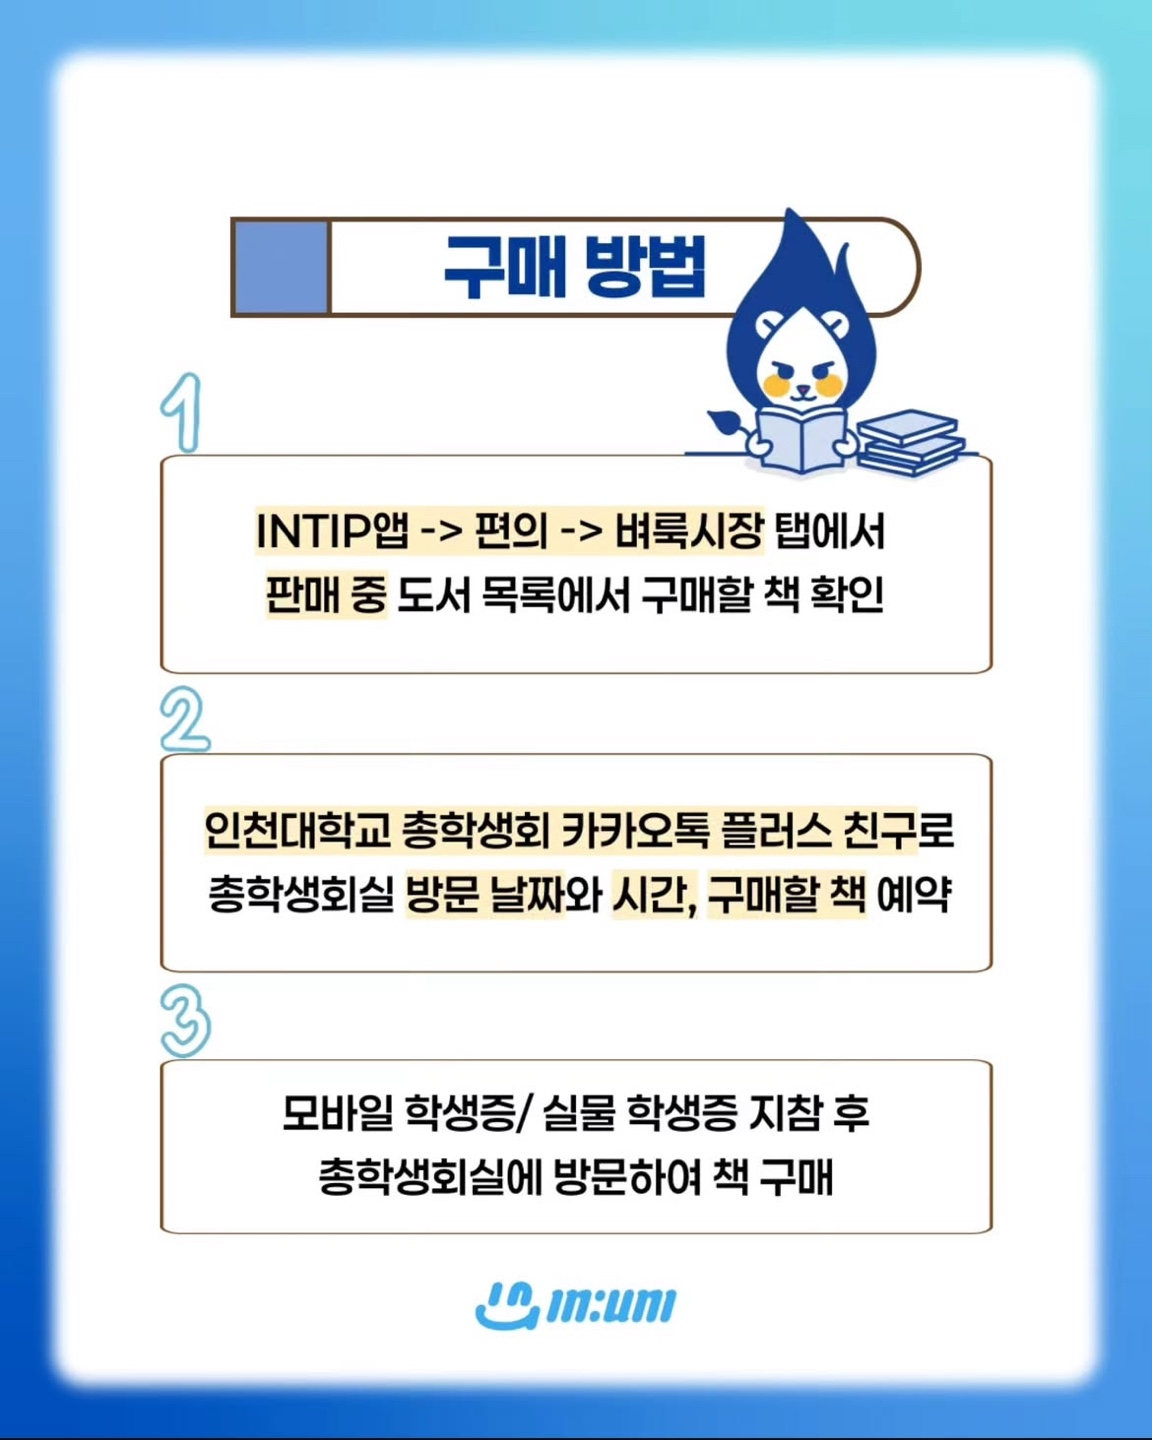 구매 방법
1
INTIP앱 -> 편의 -> 벼룩시장 탭에서
판매 중 도서 목록에서 구매할 책 확인
2
인천대학교 총학생회 카카오톡 플러스 친구로
총학생회실 방문 날짜와 시간, 구매할 책 예약
3
모바일 학생증/ 실물 학생증 지참 후
총학생회실에 방문하여 책 구매
in:uni